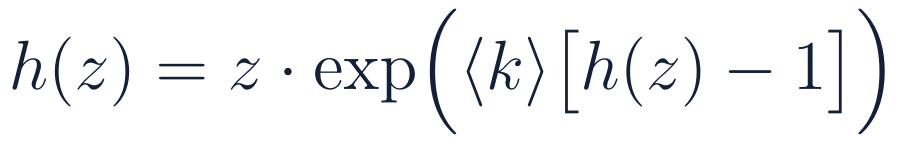 h(z) = z · exp(⟨k⟩[h(z) − 1])